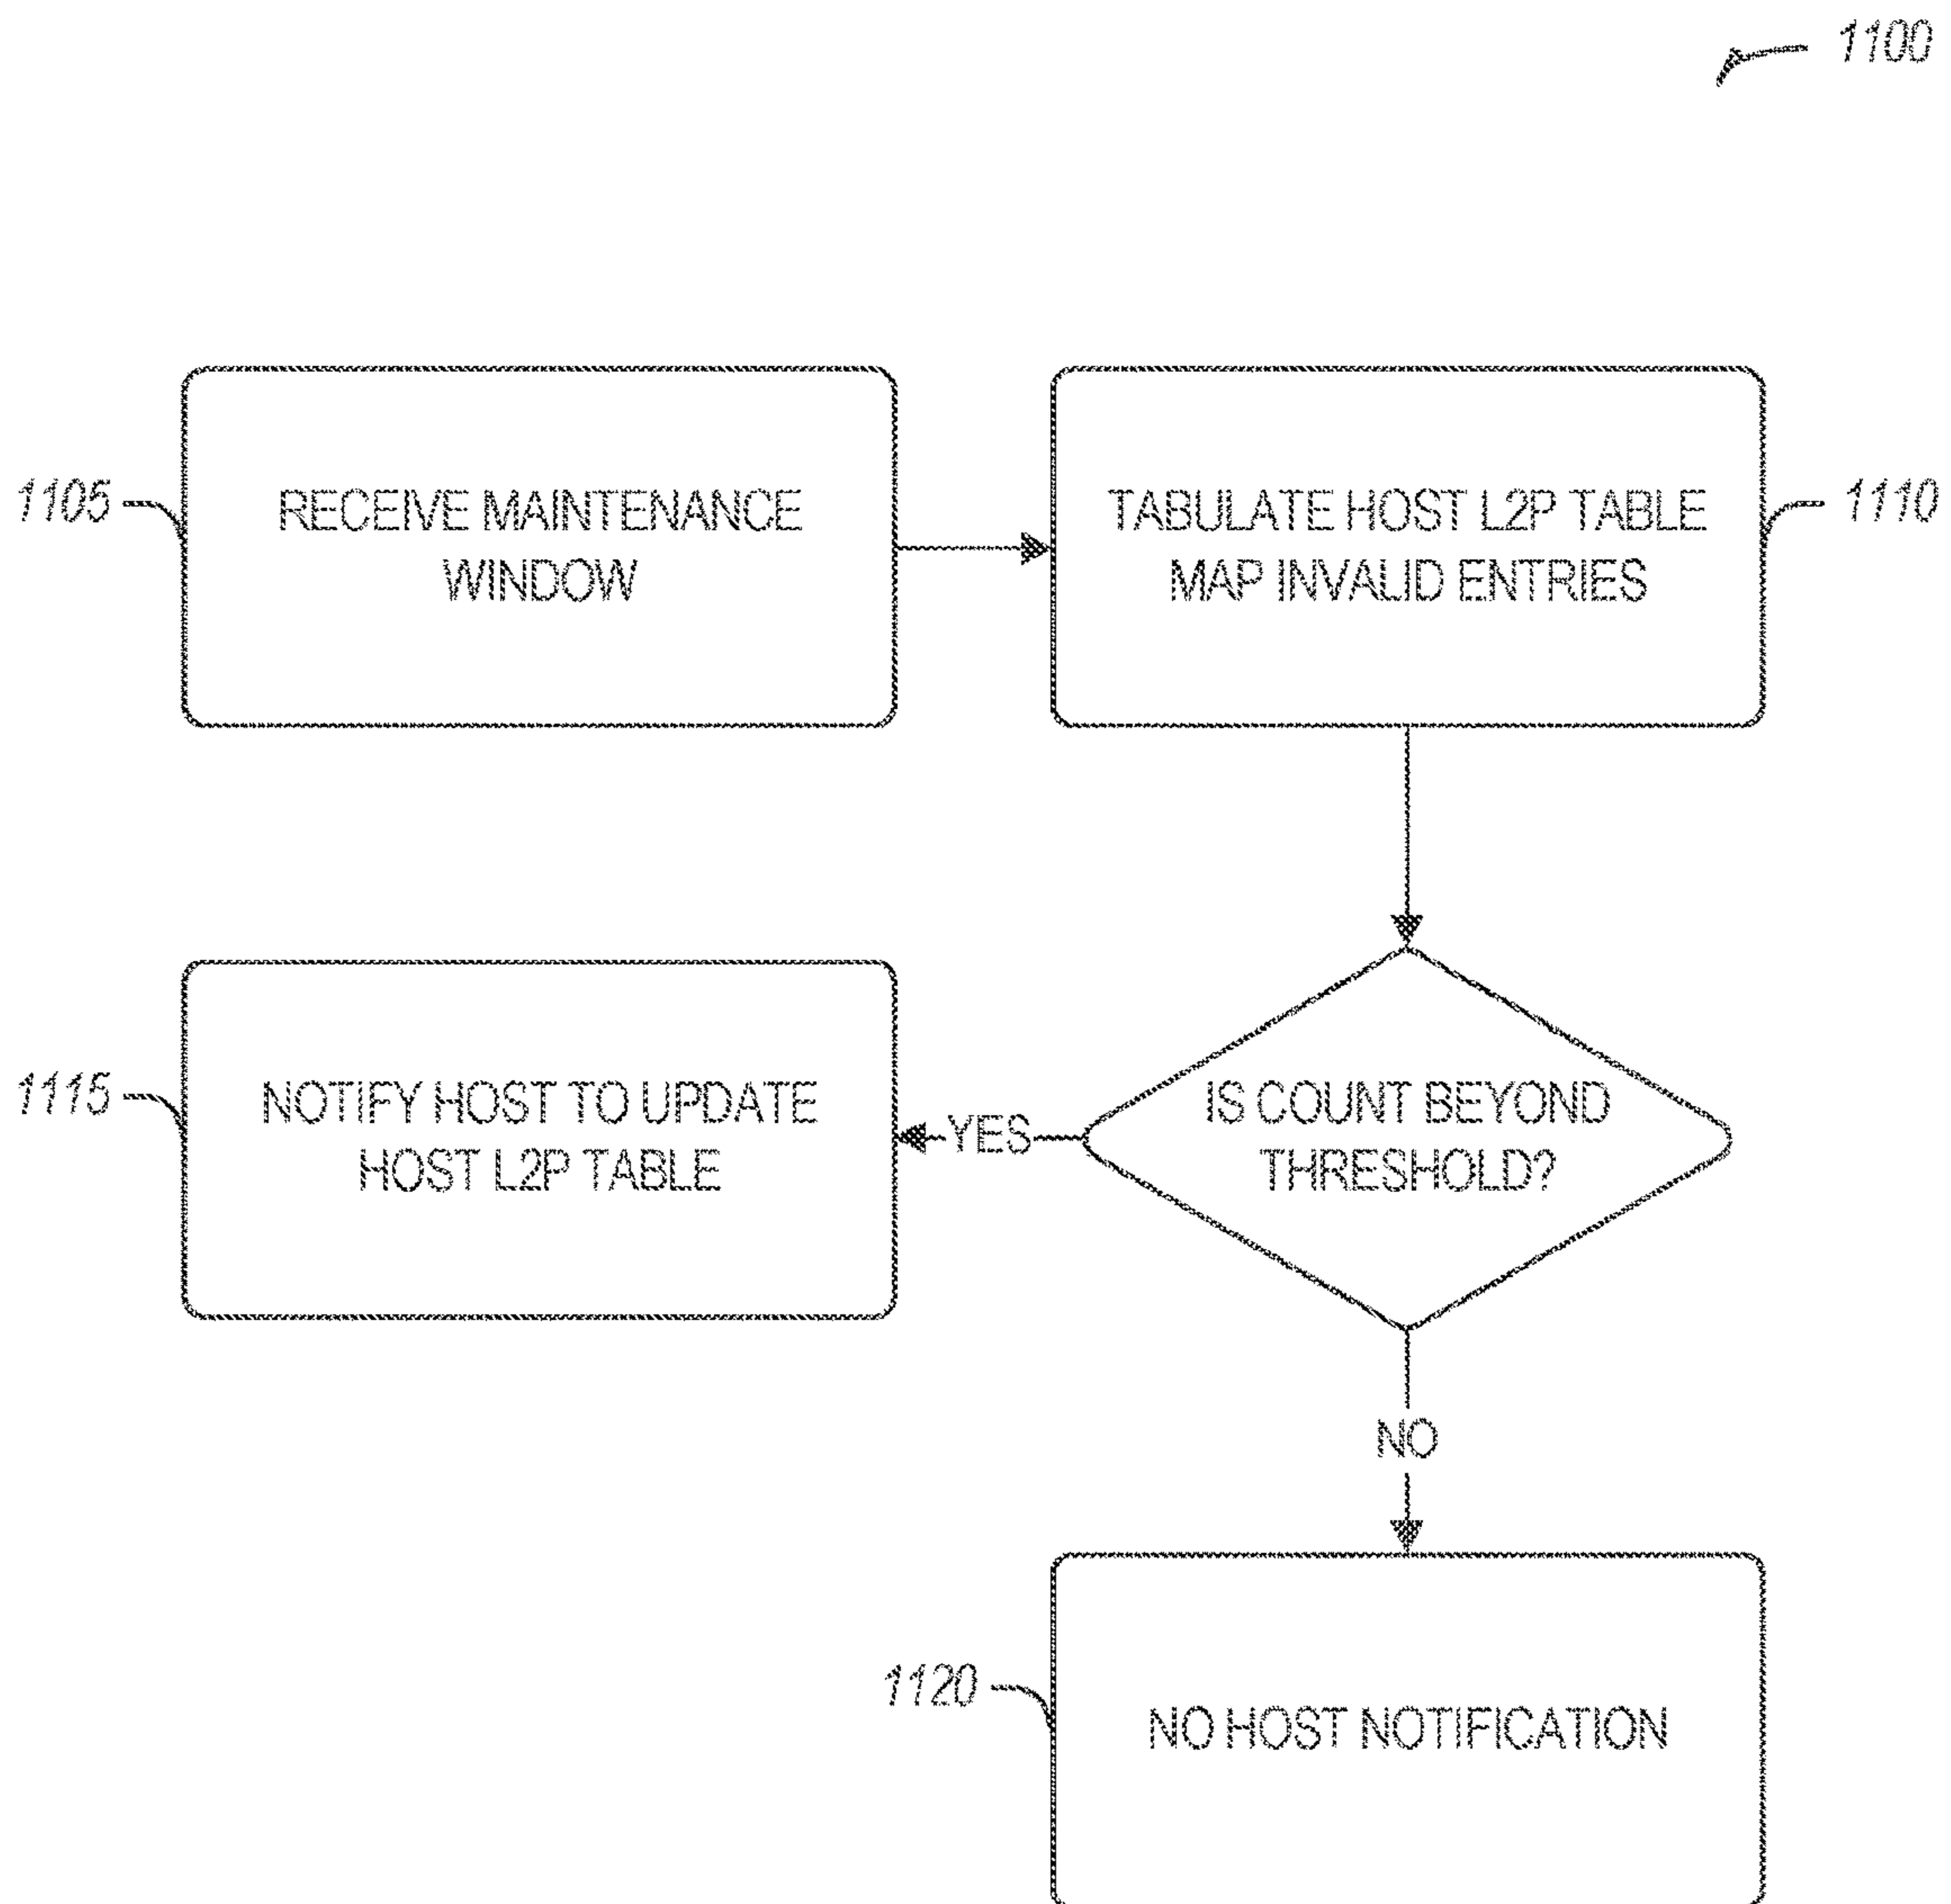 1100
1105
RECEIVE MAINTENANCE
WINDOW
TABULATE HOST L2P TABLE
MAP INVALID ENTRIES
1110
1115
NOTIFY HOST TO UPDATE
HOST L2P TABLE
YES
IS COUNT BEYOND
THRESHOLD?
NO
1120
NO HOST NOTIFICATION